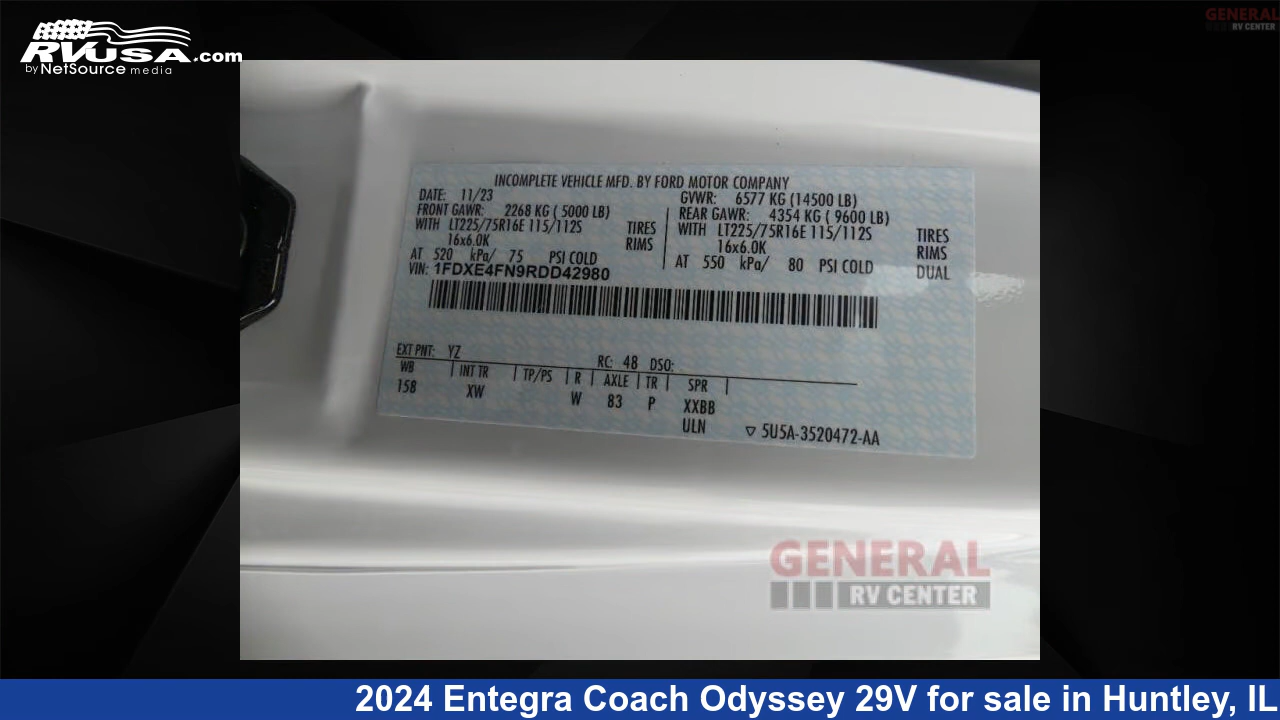 RVUSA.com
by NetSource media
GENERAL
RV CENTER
INCOMPLETE VEHICLE MFD. BY FORD MOTOR COMPANY
DATE: 11/23
GVWR: 6577 KG (14500 LB)
FRONT GAWR: 2268 KG ( 5000 LB)
REAR GAWR: 4354 KG ( 9600 LB)
WITH LT225/75R16E 115/112S TIRES
WITH LT225/75R16E 115/112S TIRES
16x6.0K RIMS
16x6.0K RIMS
AT 520 kPa/ 75 PSI COLD
AT 550 kPa/ 80 PSI COLD DUAL
VIN: 1FDXE4FN9RDD42980
EXT PNT: YZ RC: 48 DSO:
WB | INT TR | TP/PS | R | AXLE | TR | SPR |
158 XW W 83 P XXBB
ULN ▽ 5U5A-3520472-AA
GENERAL
RV CENTER
2024 Entegra Coach Odyssey 29V for sale in Huntley, IL